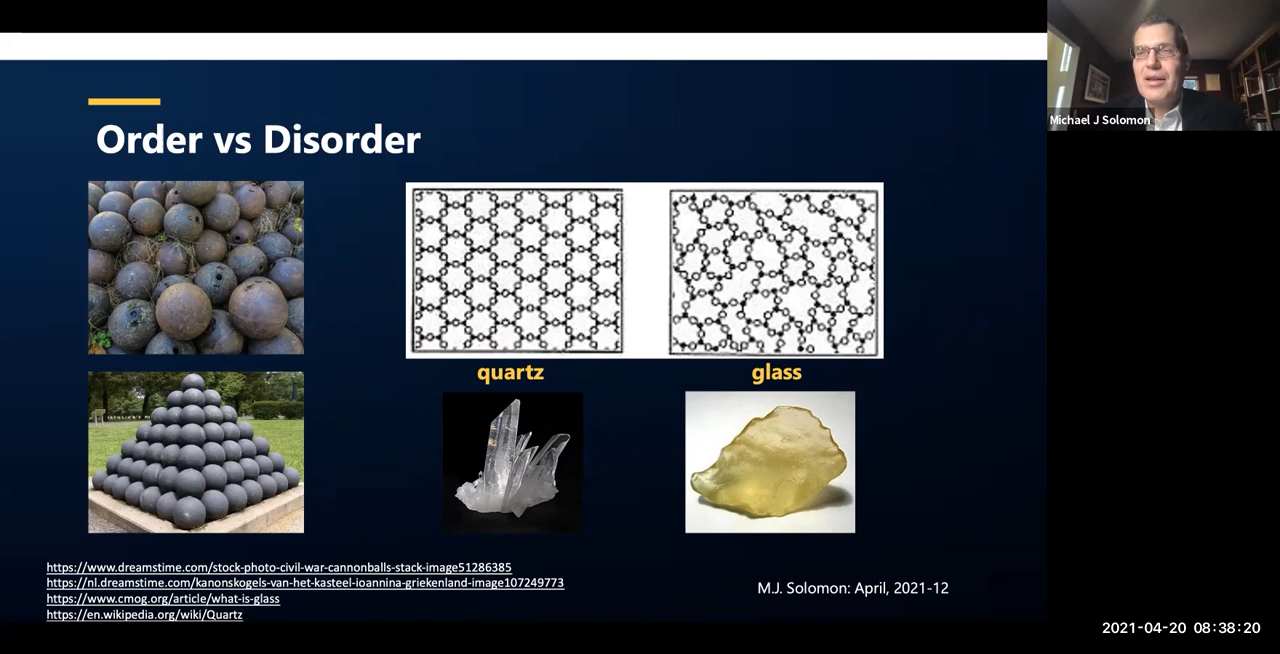 Michael J Solomon
Order vs Disorder
quartz
glass
https://www.dreamstime.com/stock-photo-civil-war-cannonballs-stack-image51286385
https://nl.dreamstime.com/kanonskogels-van-het-kasteel-ioannina-griekenland-image107249773
https://www.cmog.org/article/what-is-glass
https://en.wikipedia.org/wiki/Quartz
M.J. Solomon: April, 2021-12
2021-04-20 08:38:20